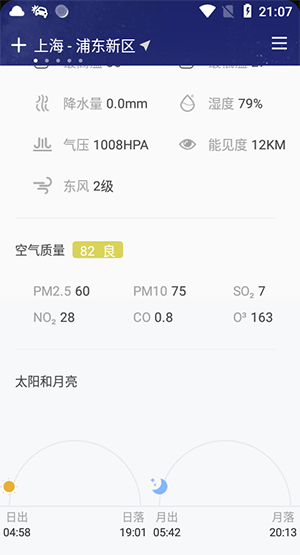 21:07
上海 - 浦东新区
降水量 0.0mm 湿度 79%
气压 1008HPA 能见度 12KM
东风 2级
空气质量 82 良
PM2.5 60 PM10 75 SO₂ 7
NO₂ 28 CO 0.8 O³ 163
太阳和月亮
日出 日落 月出 月落
04:58 19:01 05:42 20:13